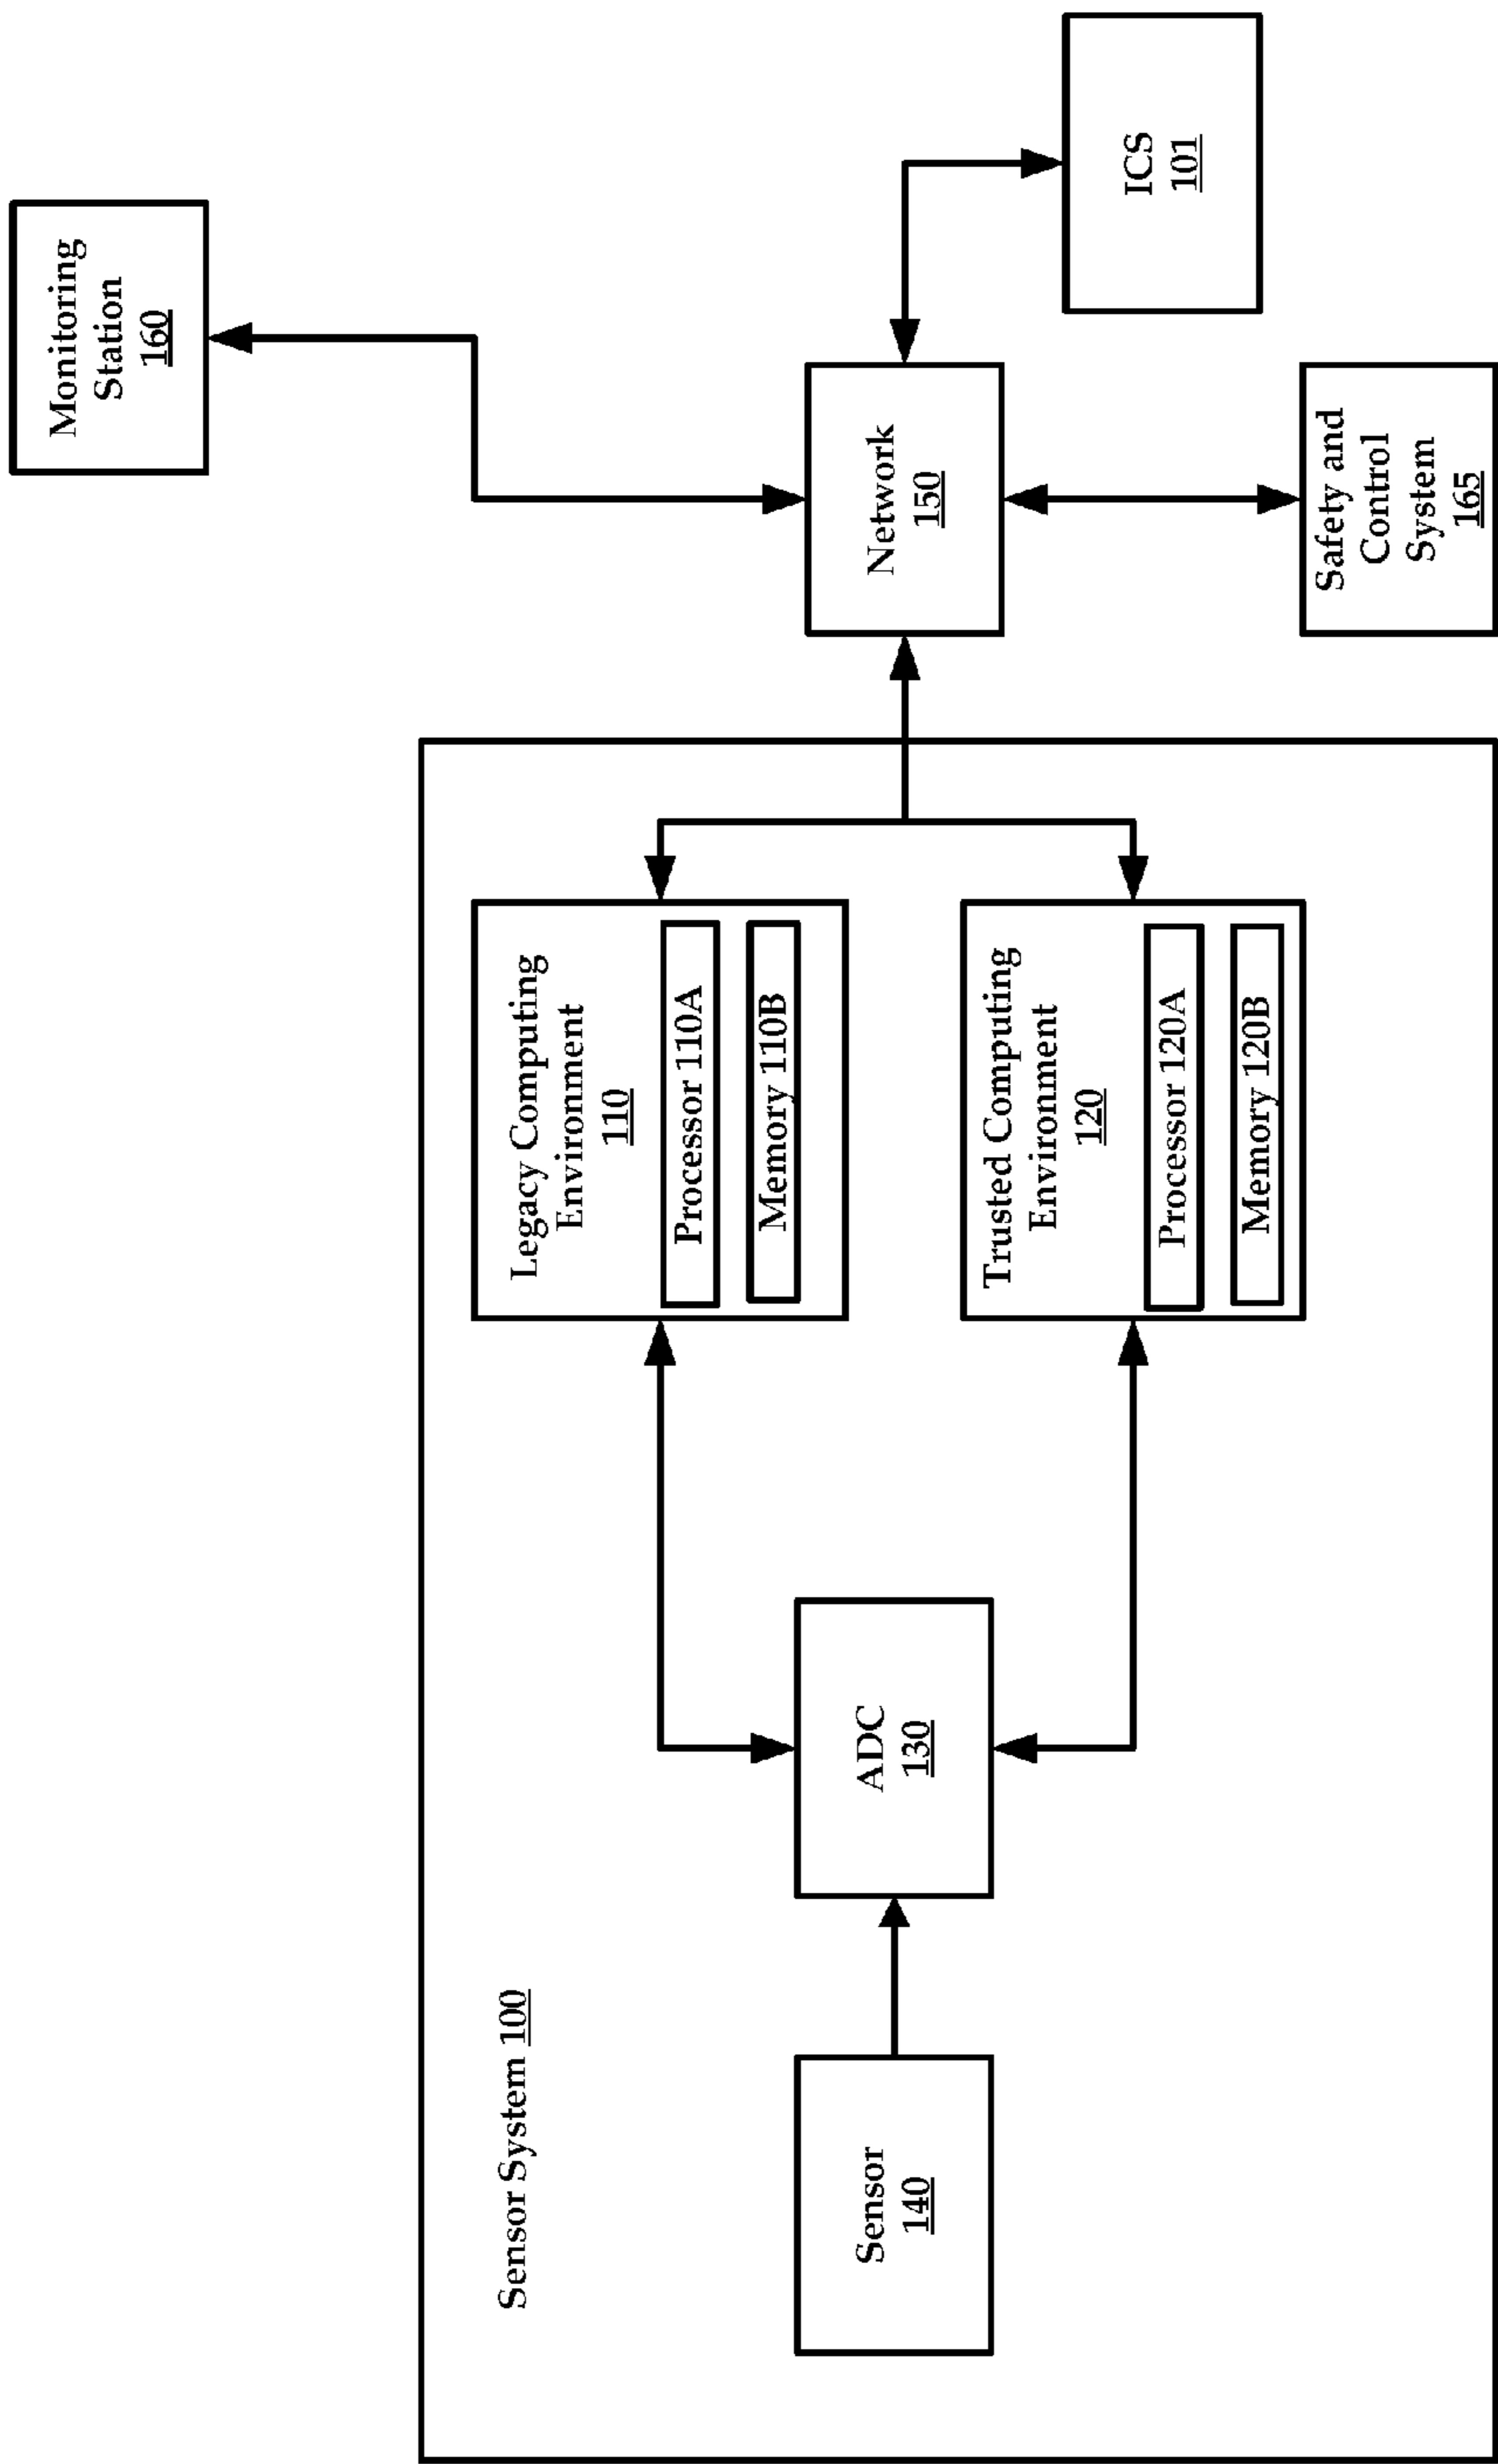 Sensor System 100
Sensor
140
ADC
130
Legacy Computing
Environment
110
Processor 110A
Memory 110B
Trusted Computing
Environment
120
Processor 120A
Memory 120B
Network
150
Monitoring
Station
160
Safety and
Control
System
165
ICS
101